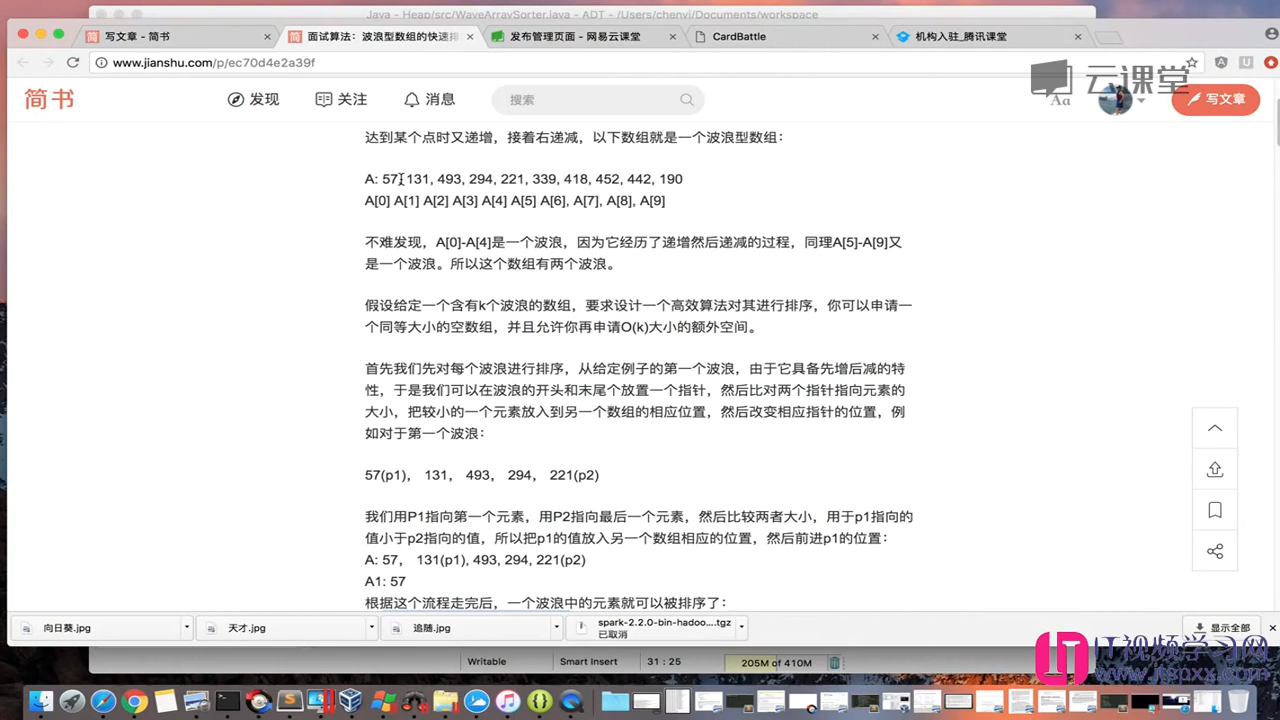 Java - Heap/src/WaveArraySorter.java - ADT - /Users/chenyi/Documents/workspace
写文章 - 简书
面试算法：波浪型数组的快速排
发布管理页面 - 网易云课堂
CardBattle
机构入驻_腾讯课堂
www.jianshu.com/p/ec70d4e2a39f
云课堂
简书
发现
关注
消息
搜索
Aa
写文章
达到某个点时又递增，接着右递减，以下数组就是一个波浪型数组：
A: 57, 131, 493, 294, 221, 339, 418, 452, 442, 190
A[0] A[1] A[2] A[3] A[4] A[5] A[6], A[7], A[8], A[9]
不难发现，A[0]-A[4]是一个波浪，因为它经历了递增然后递减的过程，同理A[5]-A[9]又
是一个波浪。所以这个数组有两个波浪。
假设给定一个含有k个波浪的数组，要求设计一个高效算法对其进行排序，你可以申请一
个同等大小的空数组，并且允许你再申请O(k)大小的额外空间。
首先我们先对每个波浪进行排序，从给定例子的第一个波浪，由于它具备先增后减的特
性，于是我们可以在波浪的开头和末尾个放置一个指针，然后比对两个指针指向元素的
大小，把较小的一个元素放入到另一个数组的相应位置，然后改变相应指针的位置，例
如对于第一个波浪：
57(p1)， 131， 493， 294， 221(p2)
我们用P1指向第一个元素，用P2指向最后一个元素，然后比较两者大小，用于p1指向的
值小于p2指向的值，所以把p1的值放入另一个数组相应的位置，然后前进p1的位置：
A: 57， 131(p1), 493, 294, 221(p2)
A1: 57
根据这个流程走完后，一个波浪中的元素就可以被排序了：
向日葵.jpg
天才.jpg
追随.jpg
spark-2.2.0-bin-hadoo....tgz
已取消
显示全部
Writable
Smart Insert
31 : 25
205M of 410M
IT视频学习网
www.itspxx.com